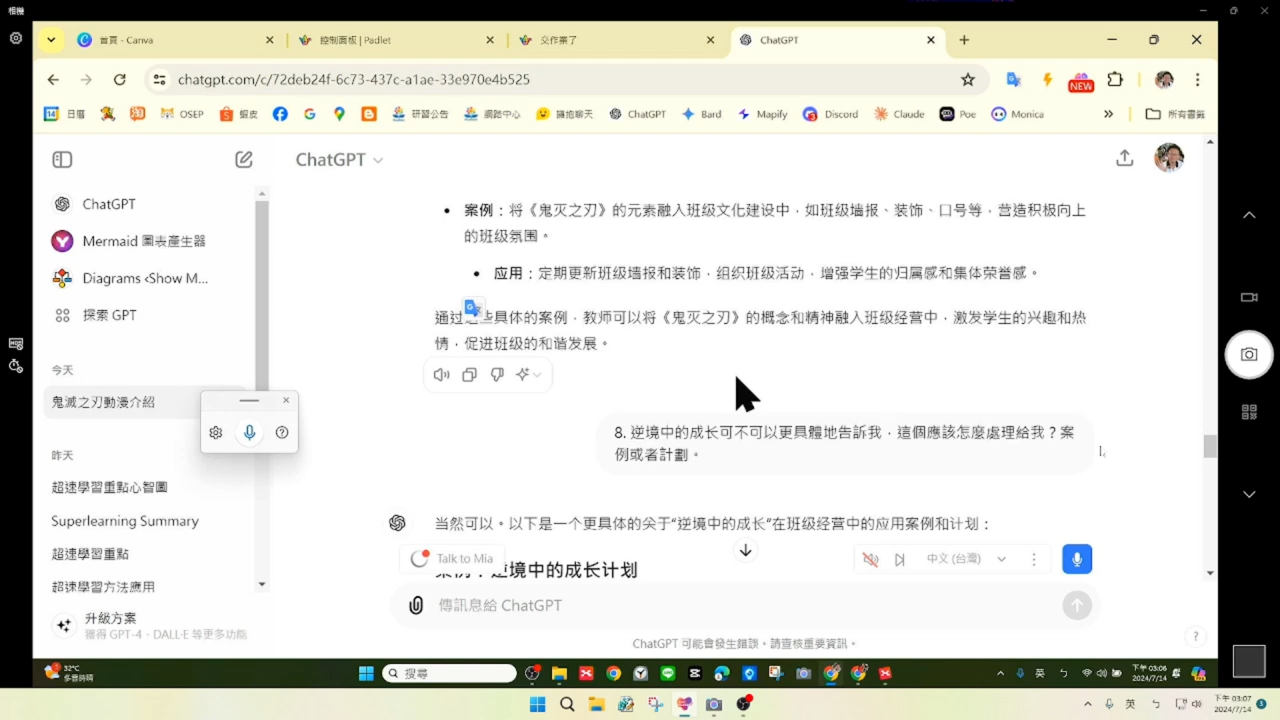 相機
首頁 - Canva
控制面板 | Padlet
交作業了
ChatGPT
chatgpt.com/c/72deb24f-6c73-437c-a1ae-33e970e4b525
NEW
14 日曆
OSEP
蝦皮
研習公告
網路中心
ChatGPT
Bard
Mapify
Discord
Claude
Poe
Monica
所有書籤
ChatGPT
ChatGPT
Mermaid 圖表產生器
Diagrams <Show M...
探索 GPT
今天
鬼滅之刃動漫介紹
昨天
超速學習重點心智圖
Superlearning Summary
超速學習重點
超速學習方法應用
升級方案
獲得 GPT-4、DALL·E 等更多功能
案例：将《鬼灭之刃》的元素融入班级文化建设中，如班级墙报、装饰、口号等，营造积极向上
的班级氛围。
应用：定期更新班级墙报和装饰，组织班级活动，增强学生的归属感和集体荣誉感。
通过这些具体的案例，教师可以将《鬼灭之刃》的概念和精神融入班级经营中，激发学生的兴趣和热
情，促进班级的和谐发展。
8. 逆境中的成长可不可以更具體地告訴我，這個應該怎麼處理給我？案
例或者計劃。
当然可以。以下是一个更具体的关于“逆境中的成长”在班级经营中的应用案例和计划：
案例：逆境中的成长计划
Talk to Mia
中文 (台灣)
傳訊息給 ChatGPT
ChatGPT 可能會發生錯誤。請查核重要資訊。
32°C
多雲時晴
搜尋
英
下午 03:06
2024/7/14
英
下午 03:07
2024/7/14
3